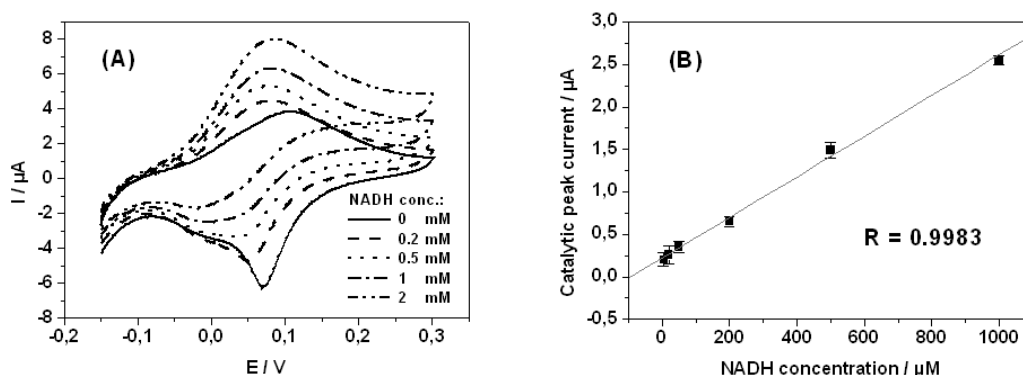 (A)
I / µA
8
6
4
2
0
-2
-4
-6
-8
-0,2
-0,1
0,0
0,1
0,2
0,3
E / V
NADH conc.:
0 mM
0.2 mM
0.5 mM
1 mM
2 mM
(B)
Catalytic peak current / µA
3,0
2,5
2,0
1,5
1,0
0,5
0,0
-0,5
0
200
400
600
800
1000
NADH concentration / µM
R = 0.9983